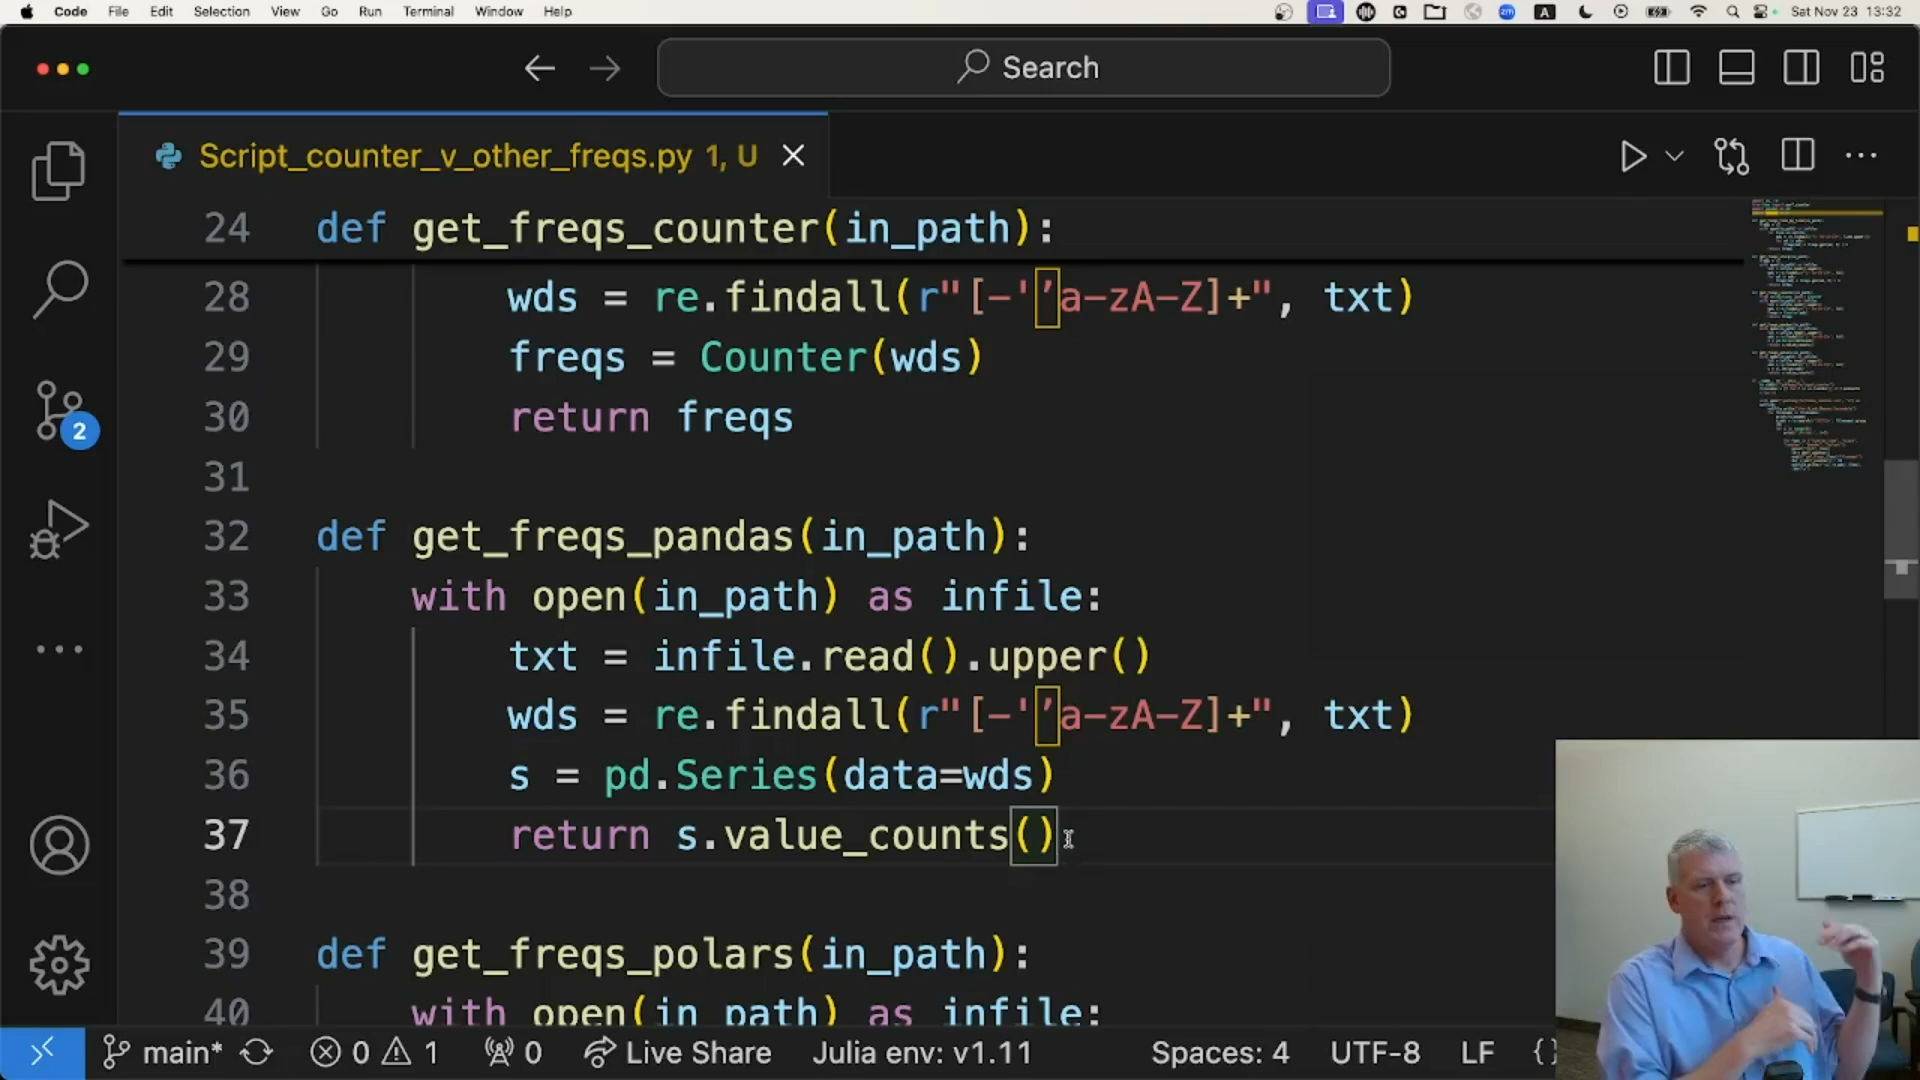 Code File Edit Selection View Go Run Terminal Window Help
A Sat Nov 23 13:32
Search
Script_counter_v_other_freqs.py 1, U
24 def get_freqs_counter(in_path):
28 wds = re.findall(r"[-'’a-zA-Z]+", txt)
29 freqs = Counter(wds)
30 return freqs
31
32 def get_freqs_pandas(in_path):
33 with open(in_path) as infile:
34 txt = infile.read().upper()
35 wds = re.findall(r"[-'’a-zA-Z]+", txt)
36 s = pd.Series(data=wds)
37 return s.value_counts()
38
39 def get_freqs_polars(in_path):
40 with open(in_path) as infile:
2
main* 0 1 0 Live Share Julia env: v1.11 Spaces: 4 UTF-8 LF {}